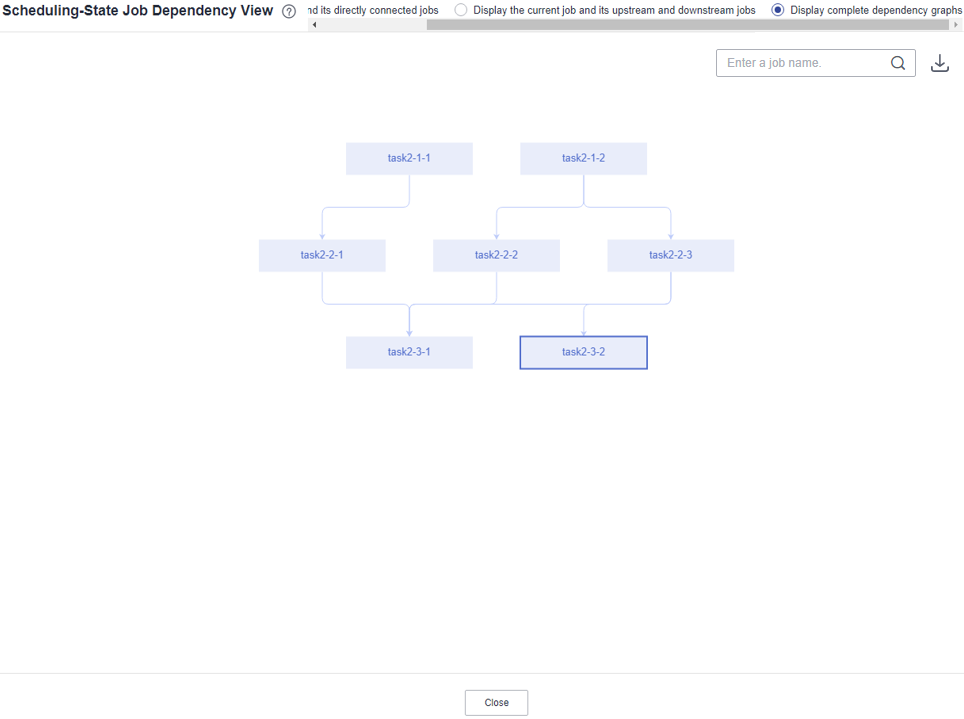 Scheduling-State Job Dependency View ? its directly connected jobs Display the current job and its upstream and downstream jobs Display complete dependency graphs
Enter a job name.
task2-1-1 task2-1-2
task2-2-1 task2-2-2 task2-2-3
task2-3-1 task2-3-2
Close